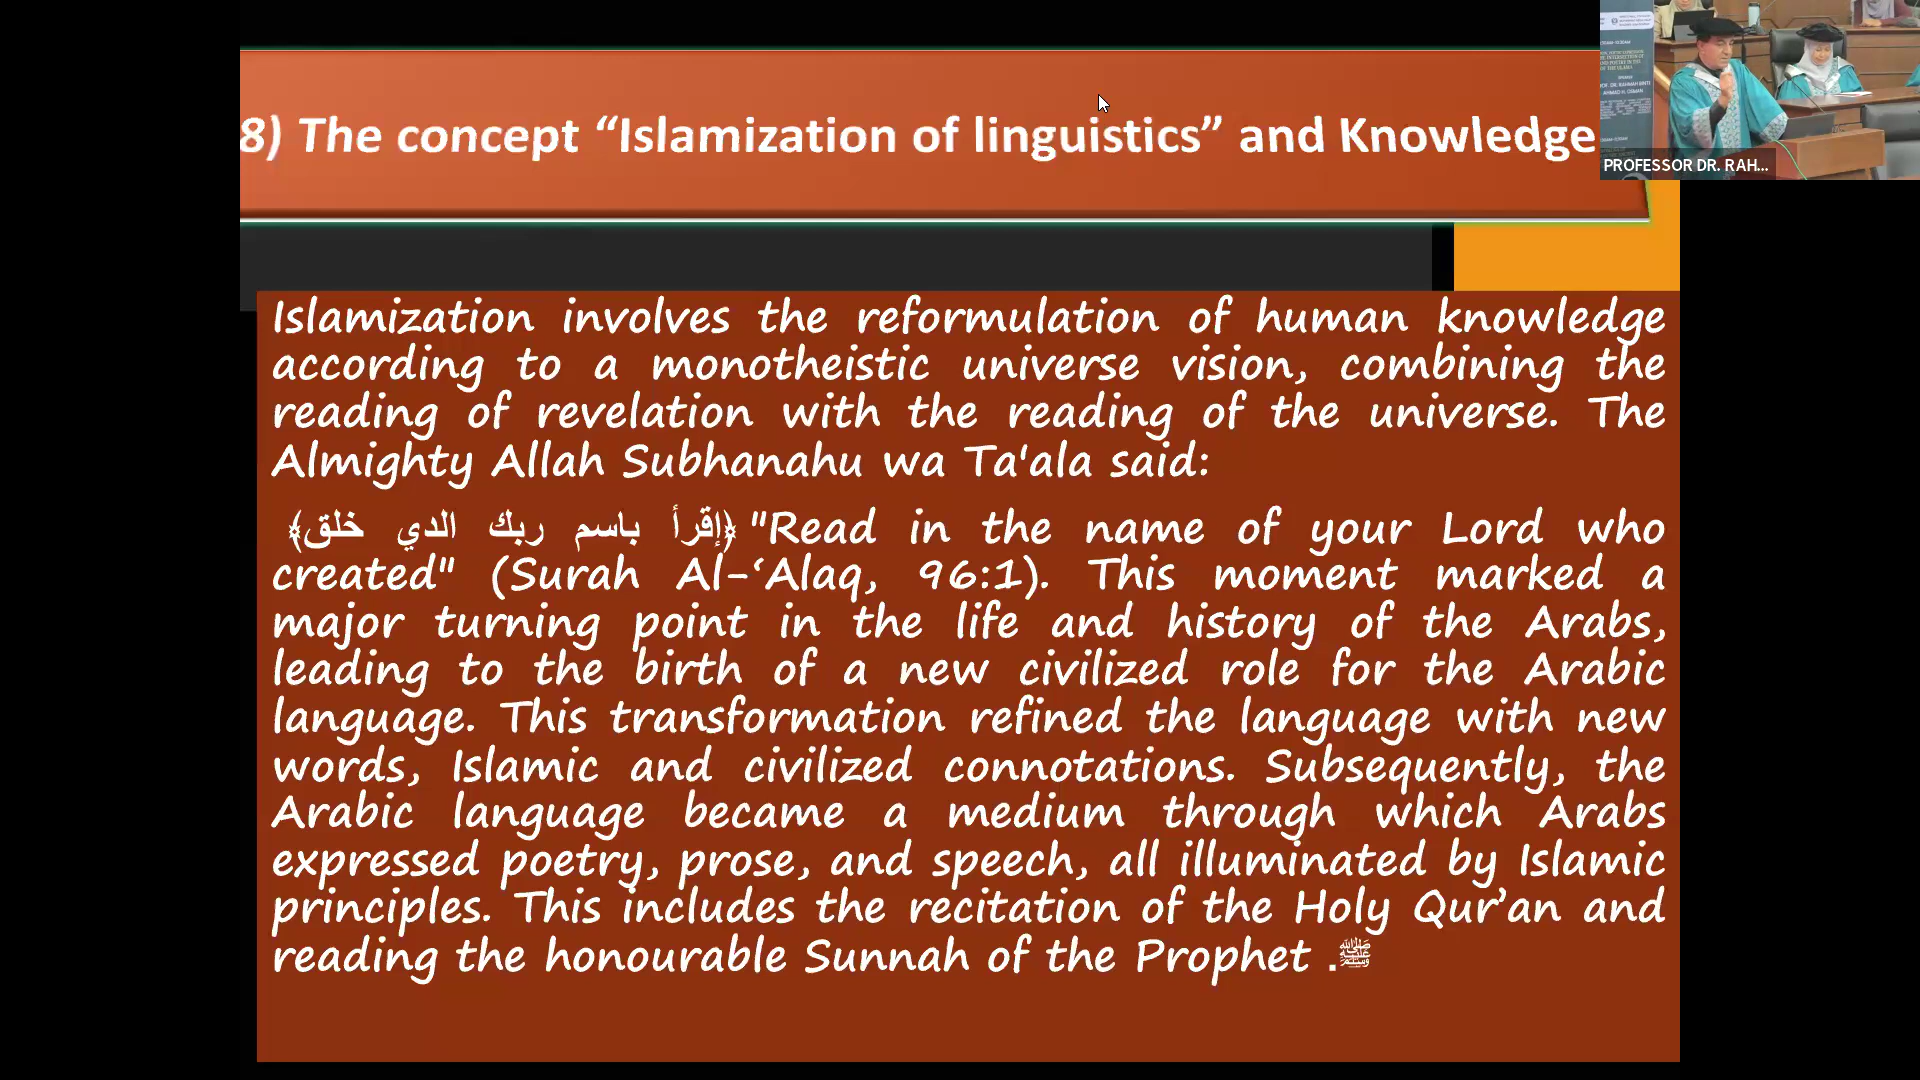 8) The concept “Islamization of linguistics” and Knowledge
PROFESSOR DR. RAH...
Islamization involves the reformulation of human knowledge
according to a monotheistic universe vision, combining the
reading of revelation with the reading of the universe. The
Almighty Allah Subhanahu wa Ta'ala said:
﴿إقرأ باسم ربك الدي خلق﴾ "Read in the name of your Lord who
created" (Surah Al-‘Alaq, 96:1). This moment marked a
major turning point in the life and history of the Arabs,
leading to the birth of a new civilized role for the Arabic
language. This transformation refined the language with new
words, Islamic and civilized connotations. Subsequently, the
Arabic language became a medium through which Arabs
expressed poetry, prose, and speech, all illuminated by Islamic
principles. This includes the recitation of the Holy Qur’an and
reading the honourable Sunnah of the Prophet .ﷺ